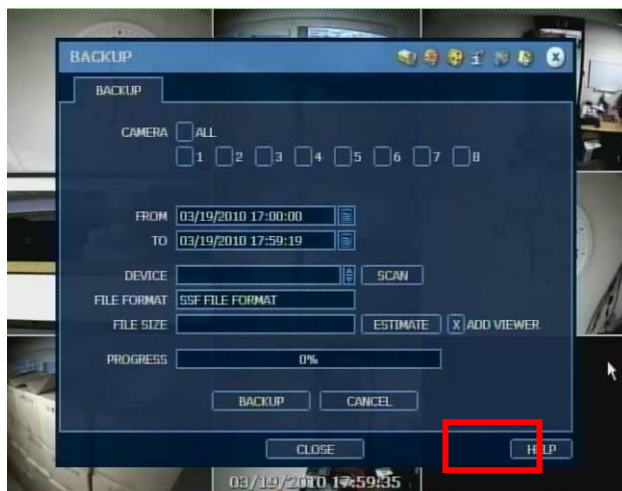 BACKUP
BACKUP
CAMERA ALL
1 2 3 4 5 6 7 8
FROM 03/19/2010 17:00:00
TO 03/19/2010 17:59:19
DEVICE SCAN
FILE FORMAT SSF FILE FORMAT
FILE SIZE ESTIMATE X ADD VIEWER
PROGRESS 0%
BACKUP CANCEL
CLOSE HELP
03/19/2010 17:59:35